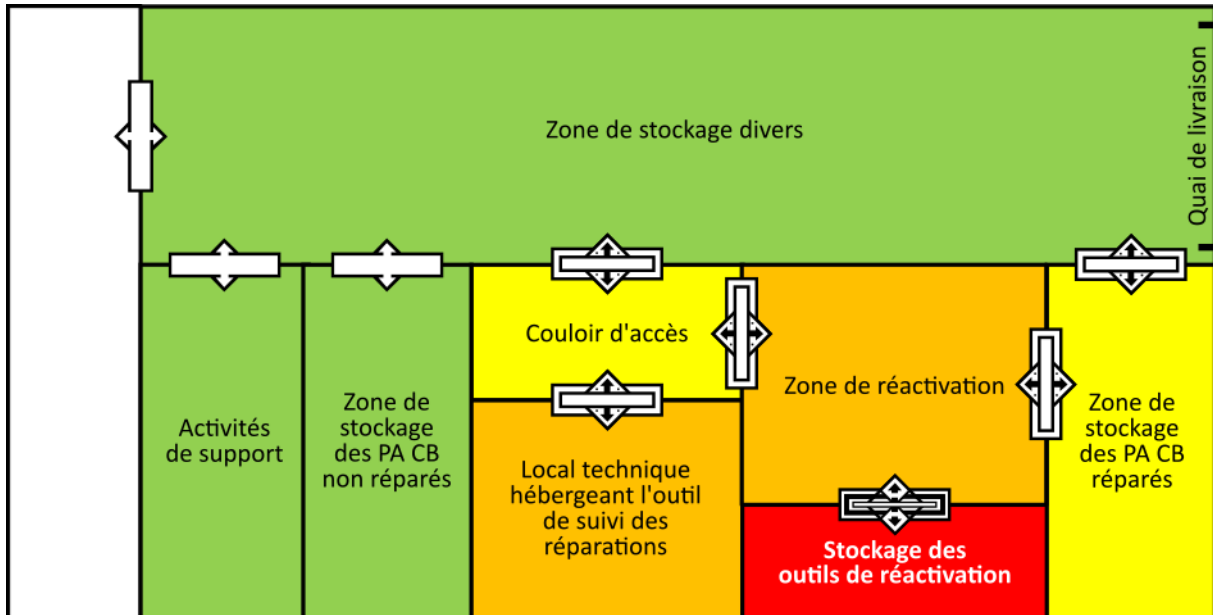 Zone de stockage divers
Quai de livraison
Couloir d'accès
Zone de réactivation
Activités
de support
Zone de
stockage
des PA CB
non réparés
Local technique
hébergeant l'outil
de suivi des
réparations
Zone de
stockage
des PA CB
réparés
Stockage des
outils de réactivation